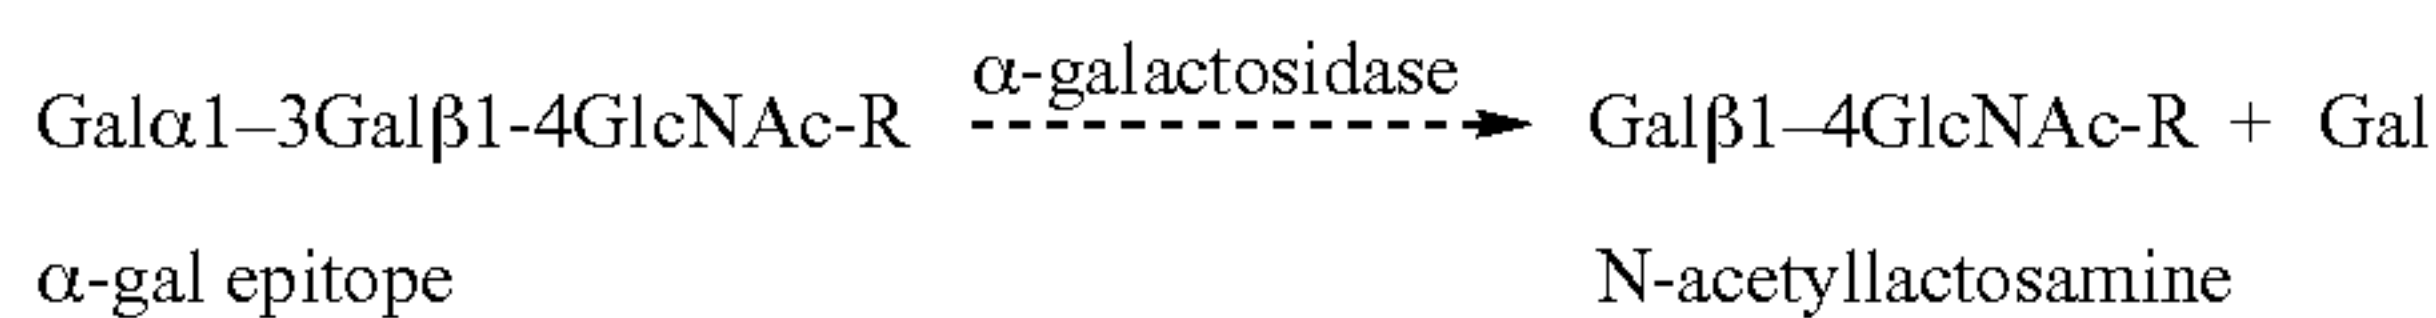 α-galactosidase
Galα1–3Galβ1-4GlcNAc-R Galβ1–4GlcNAc-R + Gal
α-gal epitope N-acetyllactosamine